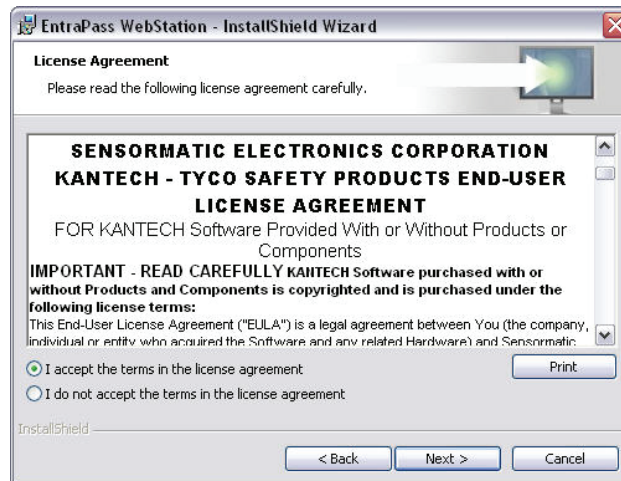 EntraPass WebStation - InstallShield Wizard
License Agreement
Please read the following license agreement carefully.
SENSORMATIC ELECTRONICS CORPORATION
KANTECH - TYCO SAFETY PRODUCTS END-USER
LICENSE AGREEMENT
FOR KANTECH Software Provided With or Without Products or
Components
IMPORTANT - READ CAREFULLY KANTECH Software purchased with or
without Products and Components is copyrighted and is purchased under the
following license terms:
This End-User License Agreement ("EULA") is a legal agreement between You (the company,
individual or entity who acquired the Software and any related Hardware) and Sensormatic
I accept the terms in the license agreement
Print
I do not accept the terms in the license agreement
InstallShield
< Back Next > Cancel